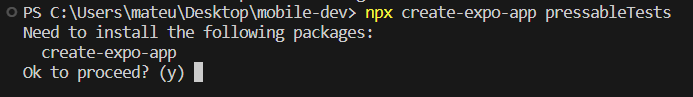 PS C:\Users\mateu\Desktop\mobile-dev> npx create-expo-app pressableTests
Need to install the following packages:
  create-expo-app
Ok to proceed? (y)